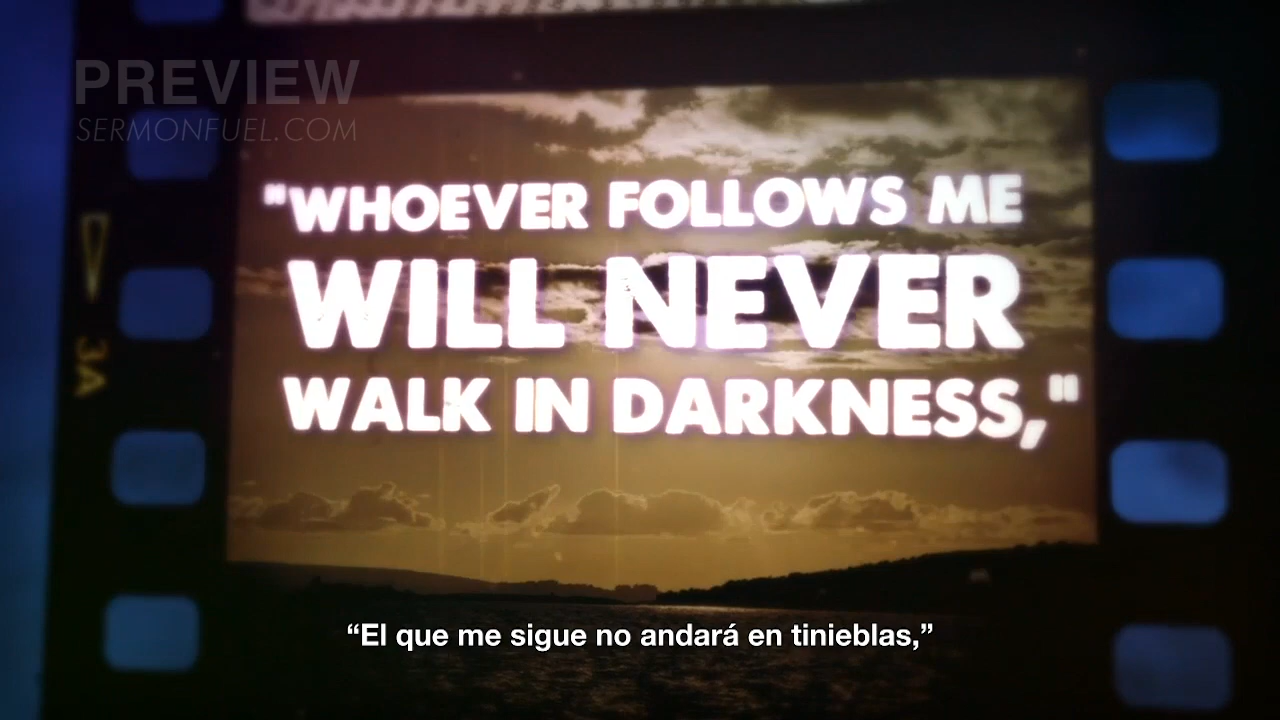 PREVIEW
SERMONFUEL.COM
"WHOEVER FOLLOWS ME
WILL NEVER
WALK IN DARKNESS,"
3A
“El que me sigue no andará en tinieblas,”